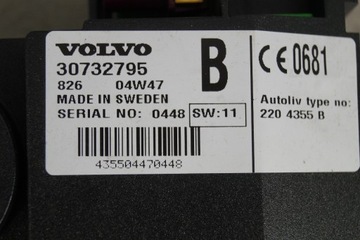 VOLVO
30732795
826 04W47
MADE IN SWEDEN
SERIAL NO: 0448 SW:11
435504470448
B
CE 0681
Autoliv type no:
220 4355 B